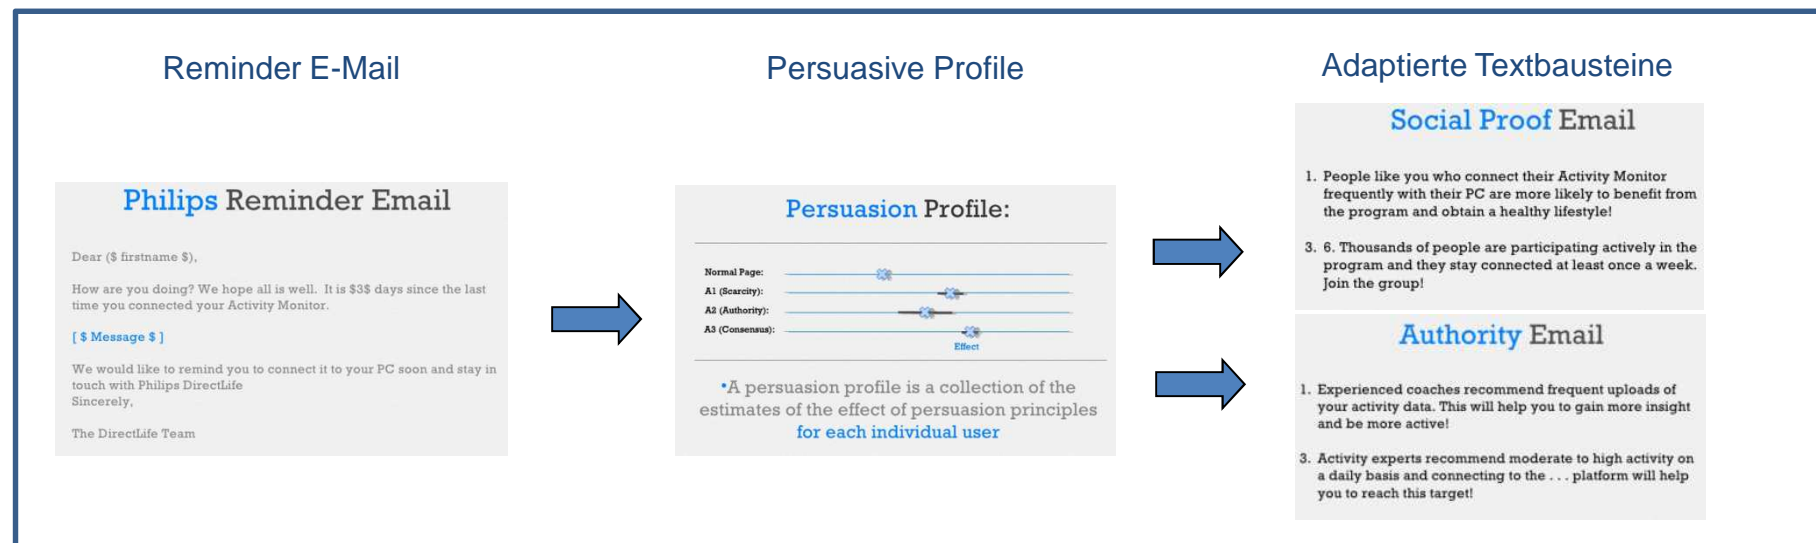 Reminder E-Mail
Persuasive Profile
Adaptierte Textbausteine
Philips Reminder Email
Dear ($ firstname $),
How are you doing? We hope all is well. It is $3$ days since the last
time you connected your Activity Monitor.
[ $ Message $ ]
We would like to remind you to connect it to your PC soon and stay in
touch with Philips DirectLife
Sincerely,
The DirectLife Team
Persuasion Profile:
Normal Page:
A1 (Scarcity):
A2 (Authority):
A3 (Consensus):
Effect
•A persuasion profile is a collection of the
estimates of the effect of persuasion principles
for each individual user
Social Proof Email
1. People like you who connect their Activity Monitor
frequently with their PC are more likely to benefit from
the program and obtain a healthy lifestyle!
3. 6. Thousands of people are participating actively in the
program and they stay connected at least once a week.
Join the group!
Authority Email
1. Experienced coaches recommend frequent uploads of
your activity data. This will help you to gain more insight
and be more active!
3. Activity experts recommend moderate to high activity on
a daily basis and connecting to the . . . platform will help
you to reach this target!